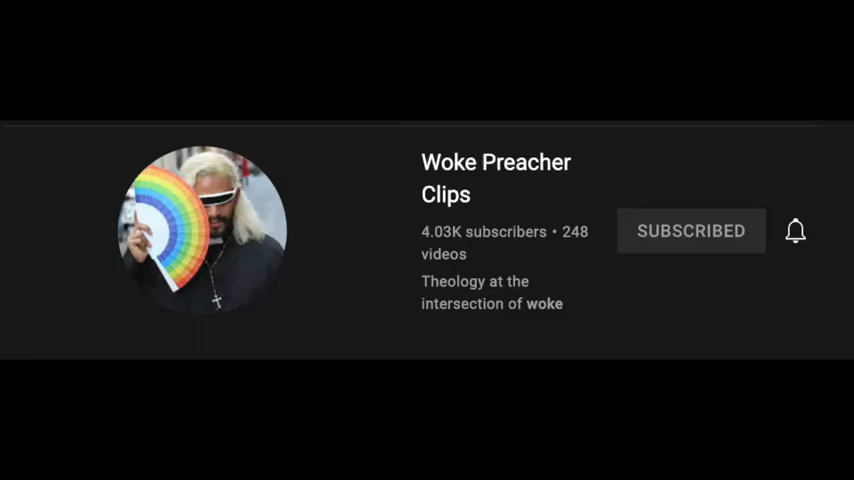 Woke Preacher
Clips
4.03K subscribers • 248
videos
Theology at the
intersection of woke
SUBSCRIBED